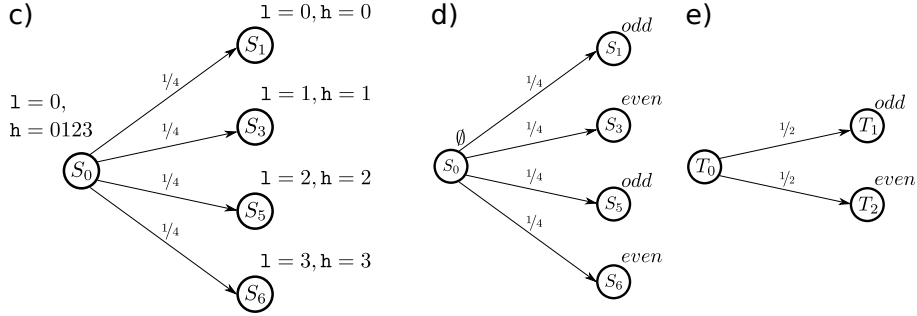 c)
l = 0, h = 0
S₁
1/4
l = 0,
h = 0123
l = 1, h = 1
1/4
S₃
S₀
1/4
l = 2, h = 2
S₅
1/4
l = 3, h = 3
S₆
d)
odd
S₁
1/4
even
1/4
S₃
∅
S₀
1/4
odd
S₅
1/4
even
S₆
e)
odd
1/2
T₁
T₀
1/2
even
T₂